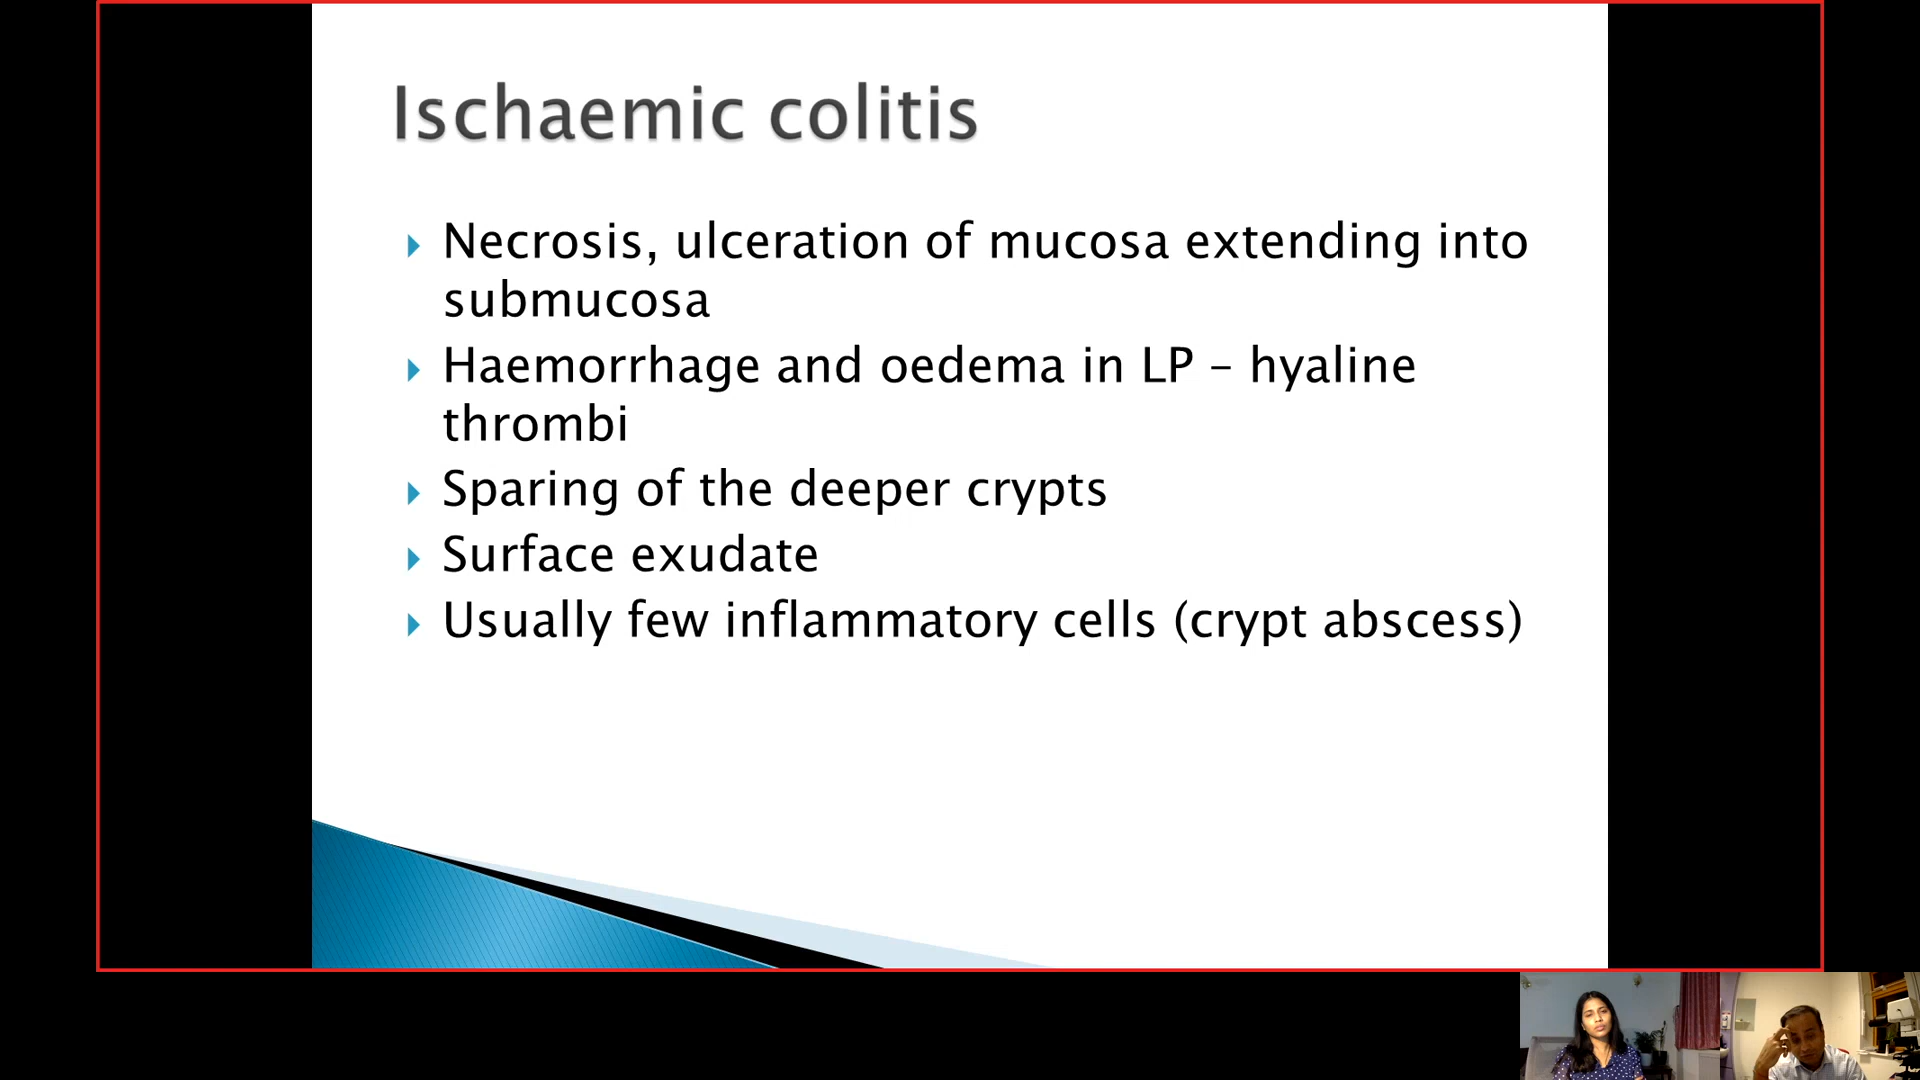 Ischaemic colitis
Necrosis, ulceration of mucosa extending into
submucosa
Haemorrhage and oedema in LP – hyaline
thrombi
Sparing of the deeper crypts
Surface exudate
Usually few inflammatory cells (crypt abscess)